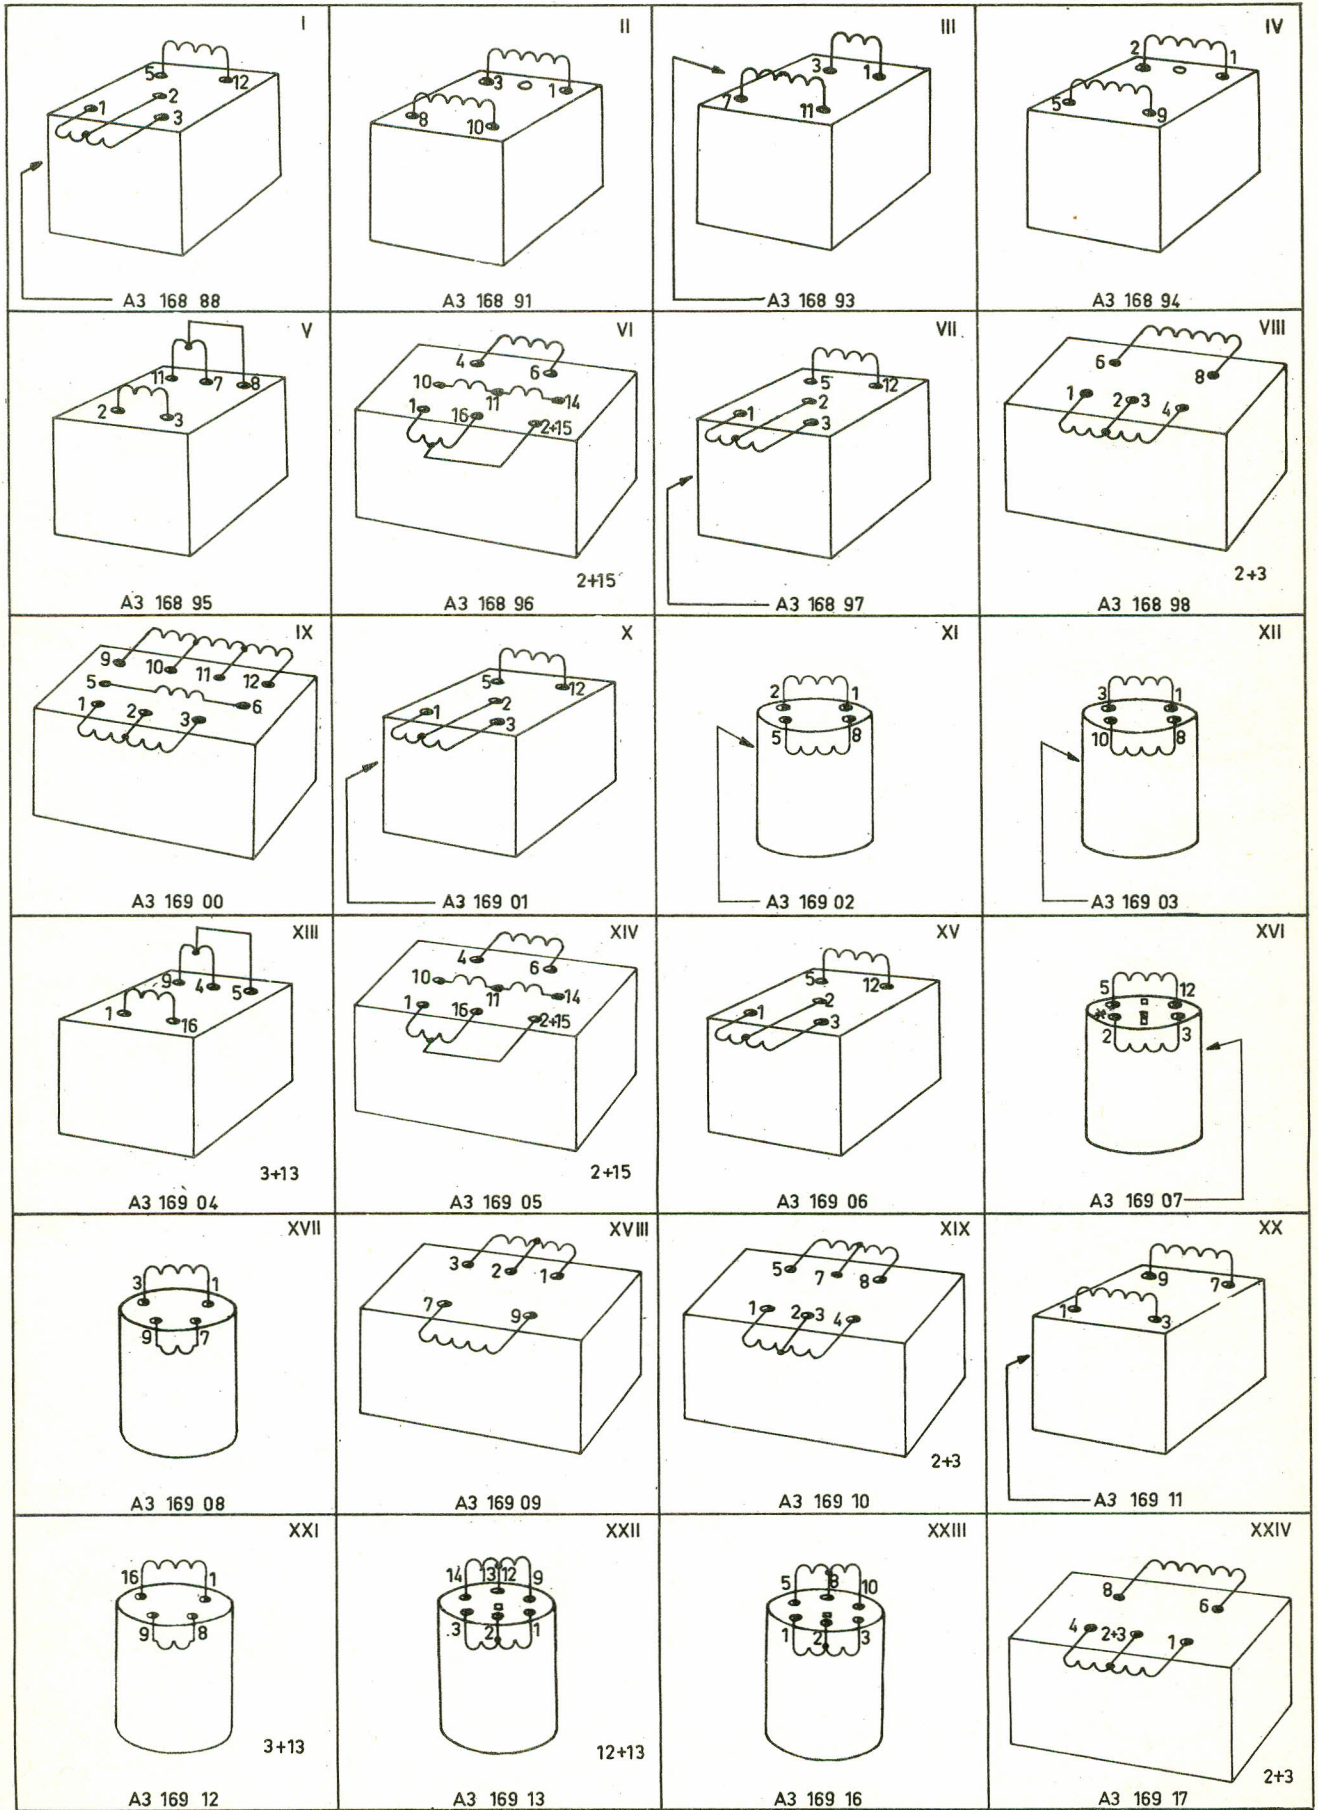 I
5 12
2
1
3
A3 168 88
II
3 1
8 10
A3 168 91
III
3 1
7 11
A3 168 93
IV
2 1
5 9
A3 168 94
V
11 7 8
2 3
A3 168 95
VI
4 6
10 11 14
1 16 2+15
2+15
A3 168 96
VII
5 12
2
1
3
A3 168 97
VIII
6 8
1 2 3 4
2+3
A3 168 98
IX
9 10 11 12
5 6
1 2 3
A3 169 00
X
5 12
2
1
3
A3 169 01
XI
2 1
5 8
A3 169 02
XII
3 1
10 8
A3 169 03
XIII
9 4 5
1 16
3+13
A3 169 04
XIV
4 6
10 11 14
1 16 2+15
2+15
A3 169 05
XV
5 12
2
1
3
A3 169 06
XVI
5 12
*
2 3
A3 169 07
XVII
3 1
9 7
A3 169 08
XVIII
3 2 1
7 9
A3 169 09
XIX
5 7 8
1 2 3 4
2+3
A3 169 10
XX
9 7
1 3
A3 169 11
XXI
16 1
9 8
3+13
A3 169 12
XXII
14 13 12 9
3 2 1
12+13
A3 169 13
XXIII
5 8 10
1 2 3
A3 169 16
XXIV
8 6
4 2+3 1
2+3
A3 169 17